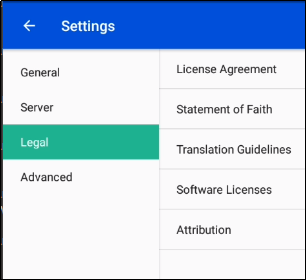 Settings
General
Server
Legal
Advanced
License Agreement
Statement of Faith
Translation Guidelines
Software Licenses
Attribution